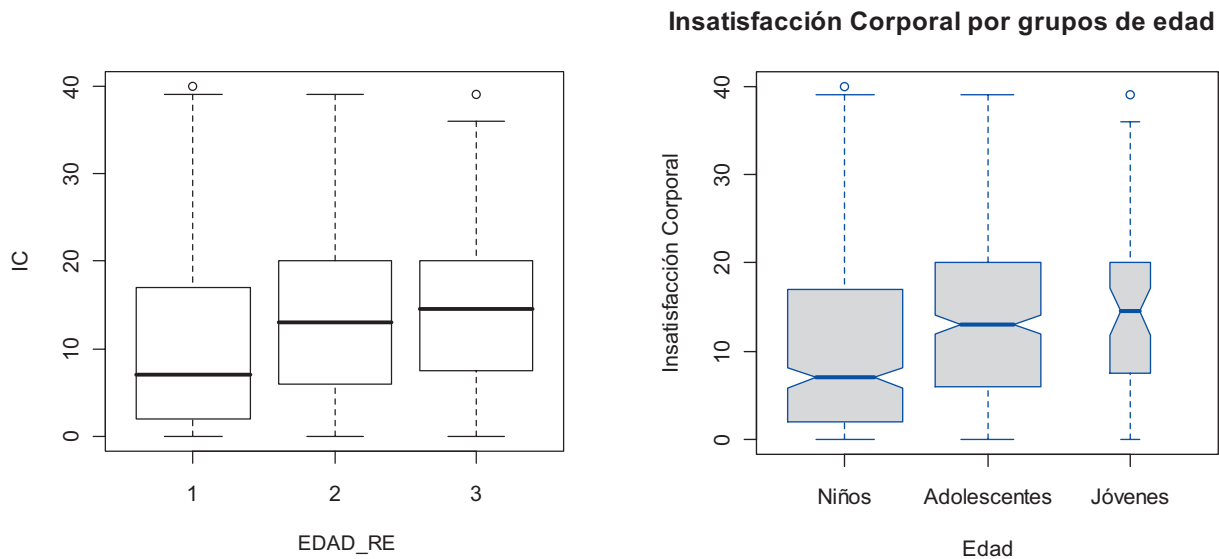 IC
40
30
20
10
0
1 2 3
EDAD_RE
Insatisfacción Corporal por grupos de edad
Insatisfacción Corporal
40
30
20
10
0
Niños Adolescentes Jóvenes
Edad